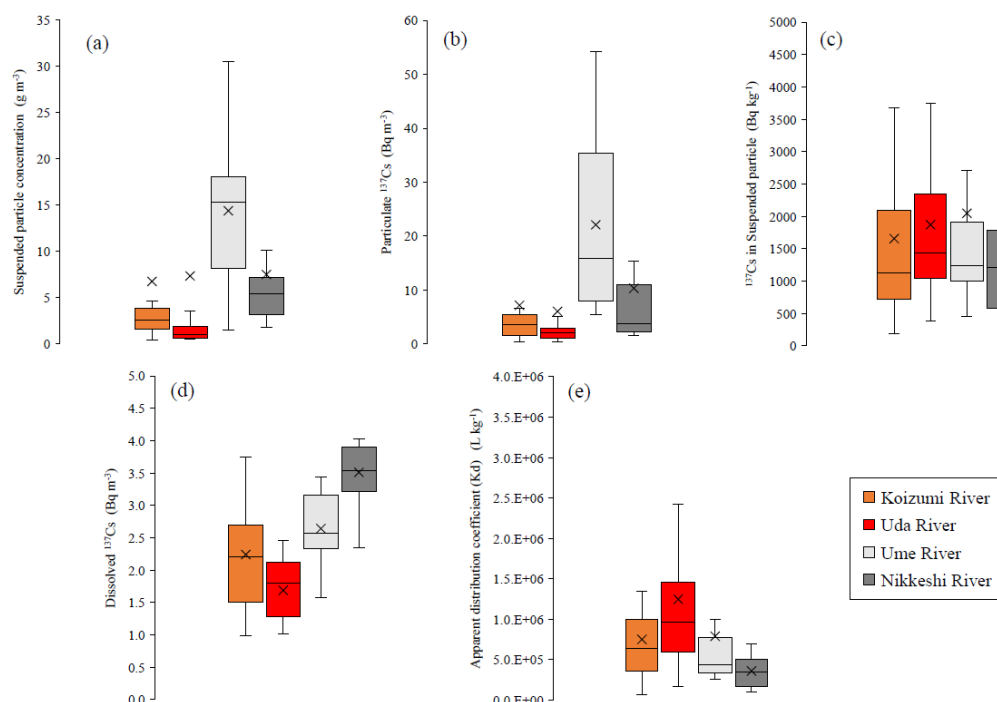 (a)
Suspended particle concentration (g m⁻³)
35
30
25
20
15
10
5
0
(b)
Particulate ¹³⁷Cs (Bq m⁻³)
60
50
40
30
20
10
0
(c)
¹³⁷Cs in Suspended particle (Bq kg⁻¹)
5000
4500
4000
3500
3000
2500
2000
1500
1000
500
0
(d)
Dissolved ¹³⁷Cs (Bq m⁻³)
5.0
4.5
4.0
3.5
3.0
2.5
2.0
1.5
1.0
0.5
0.0
(e)
Apparent distribution coefficient (Kd) (L kg⁻¹)
4.0.E+06
3.5.E+06
3.0.E+06
2.5.E+06
2.0.E+06
1.5.E+06
1.0.E+06
5.0.E+05
0.0.E+00
Koizumi River
Uda River
Ume River
Nikkeshi River